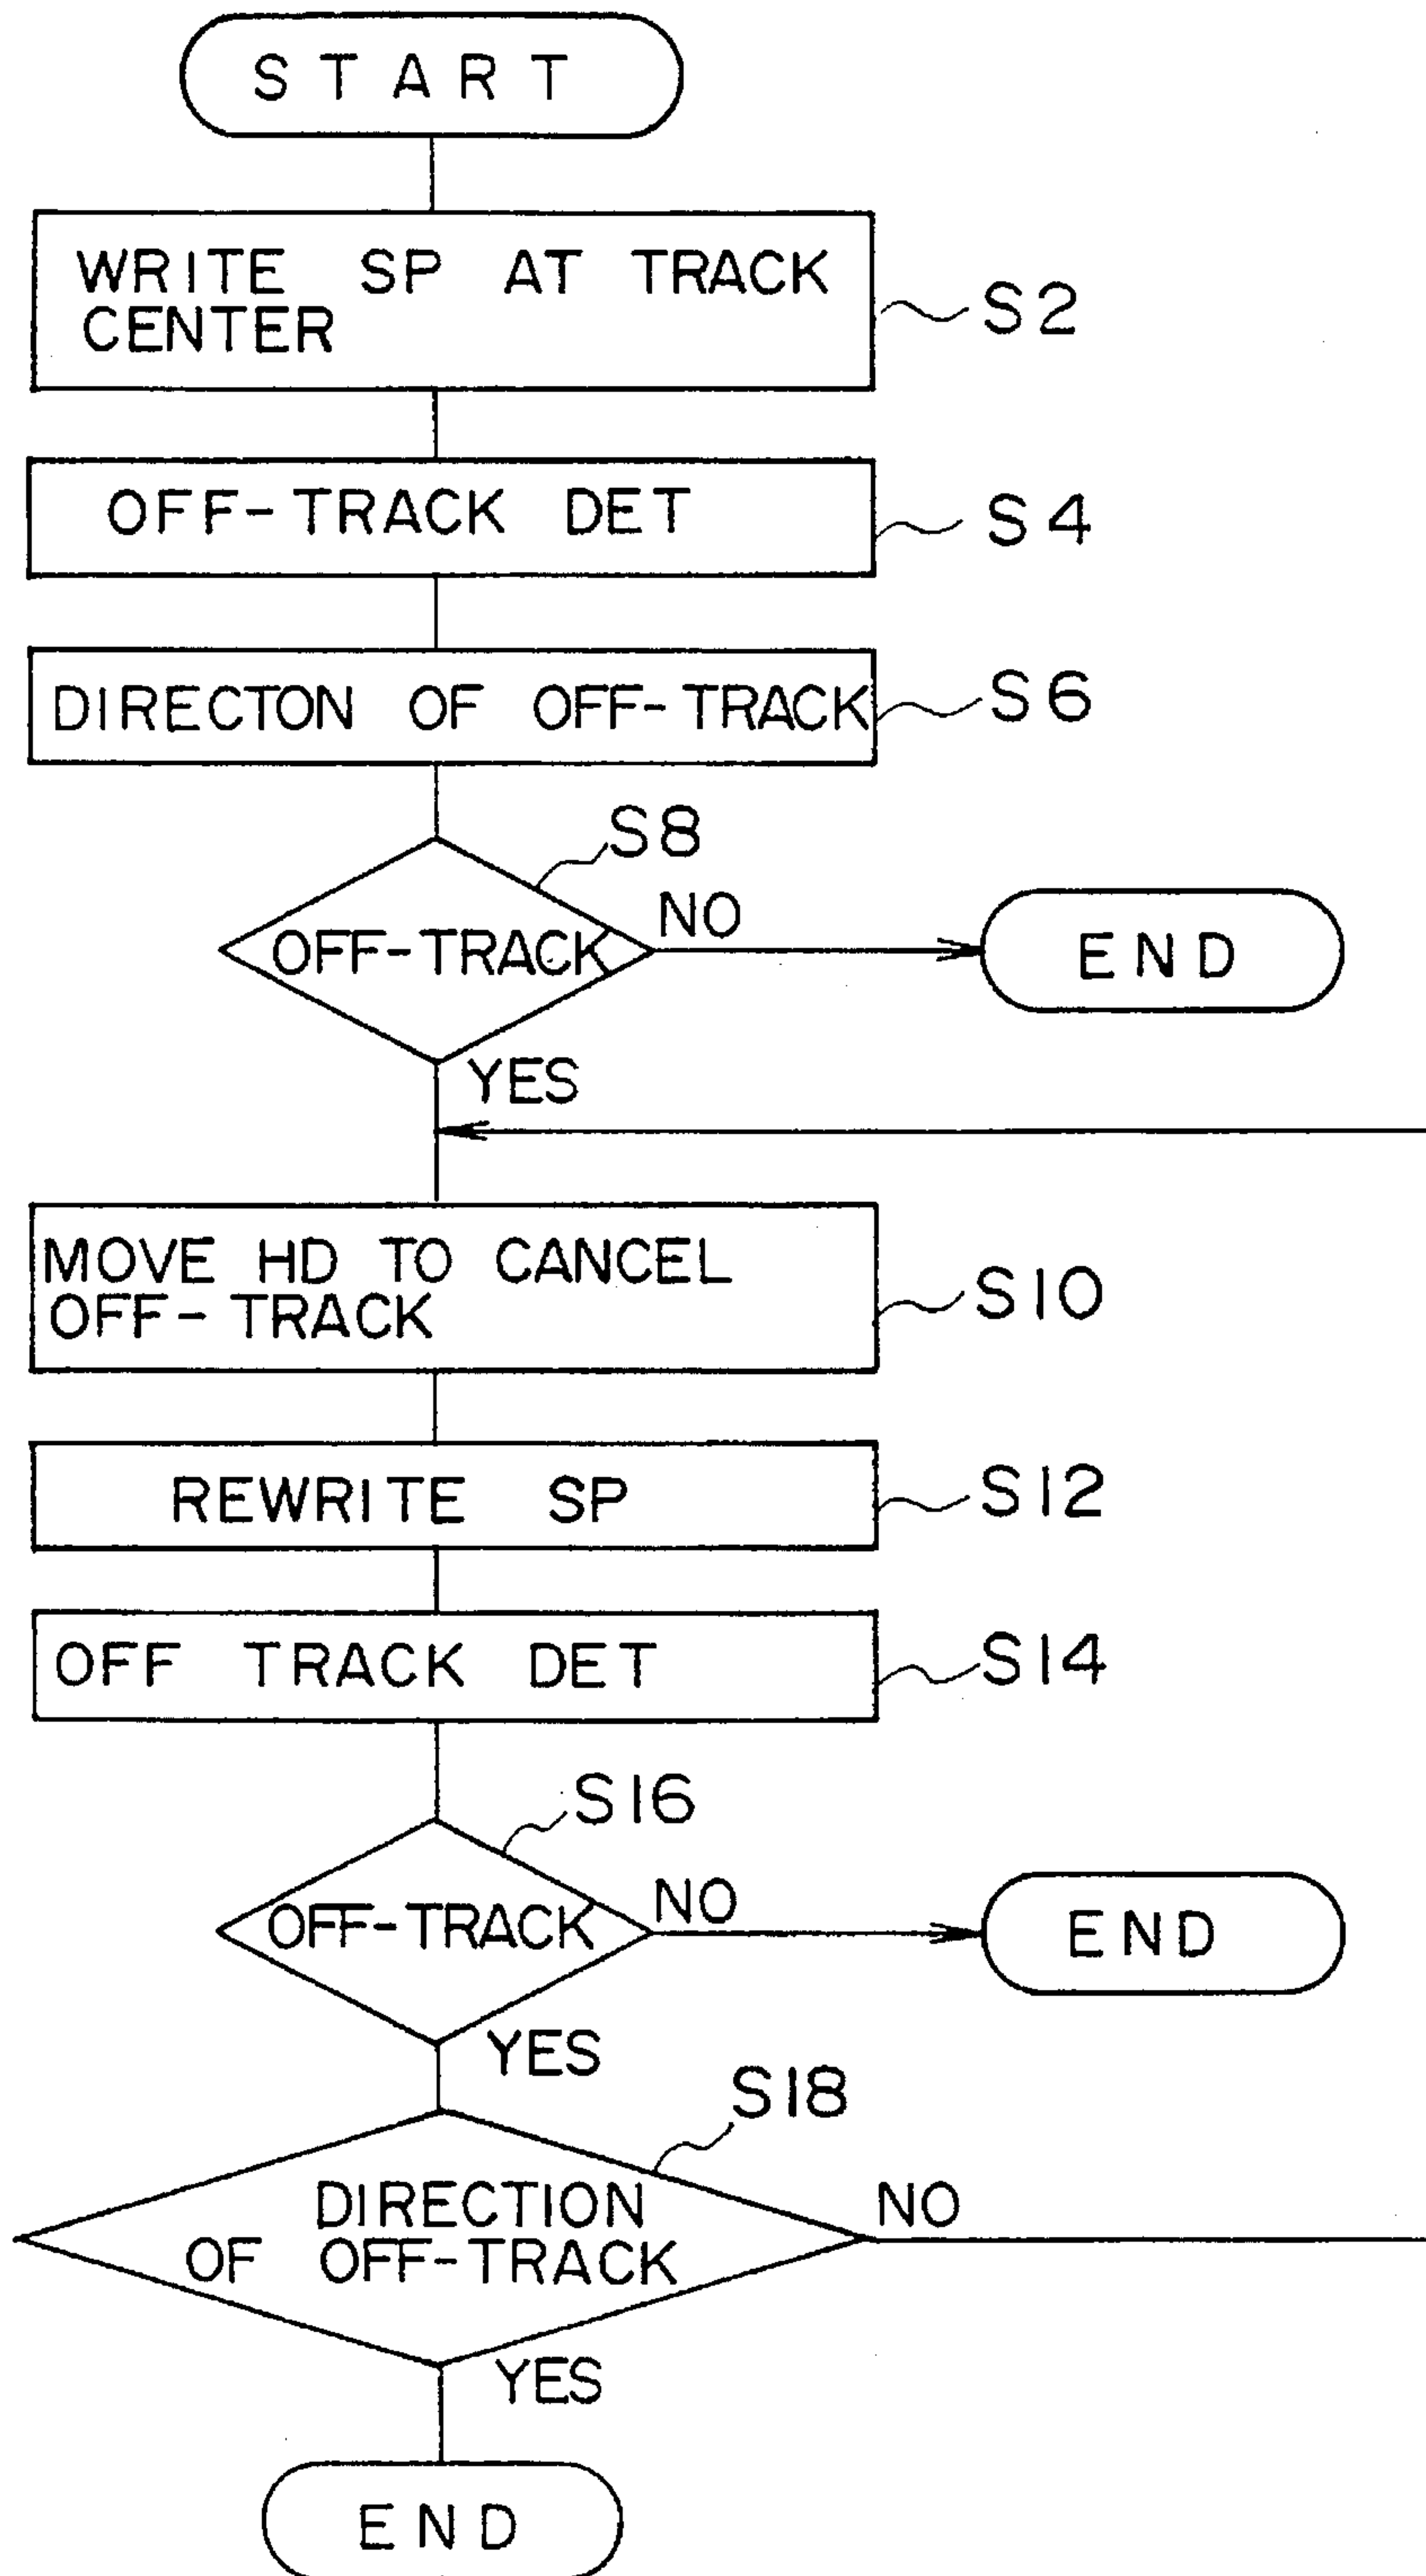 START
WRITE SP AT TRACK
CENTER
S2
OFF-TRACK DET
S4
DIRECTON OF OFF-TRACK
S6
S8
OFF-TRACK
NO
END
YES
MOVE HD TO CANCEL
OFF-TRACK
S10
REWRITE SP
S12
OFF TRACK DET
S14
S16
OFF-TRACK
NO
END
YES
S18
DIRECTION
OF OFF-TRACK
NO
YES
END